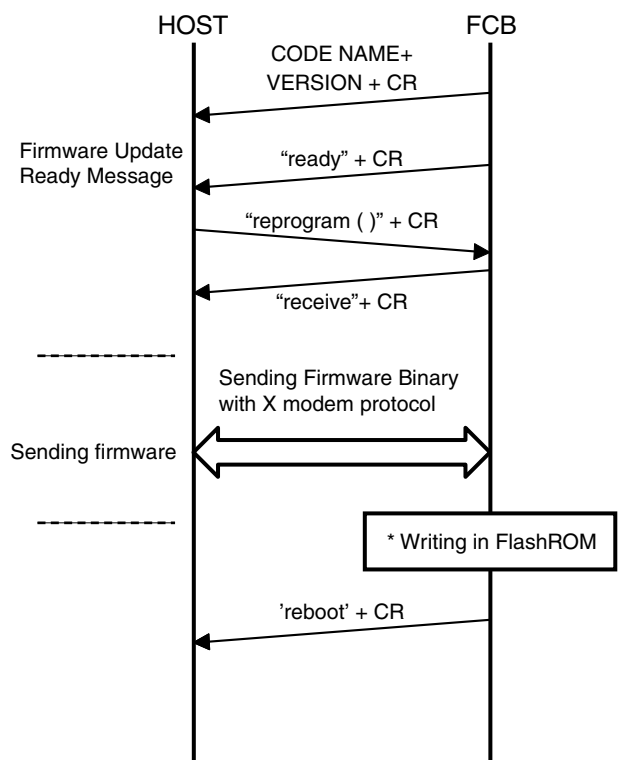 HOST
FCB
CODE NAME+
VERSION + CR
Firmware Update
Ready Message
“ready” + CR
“reprogram ( )” + CR
“receive”+ CR
Sending Firmware Binary
with X modem protocol
Sending firmware
* Writing in FlashROM
’reboot’ + CR